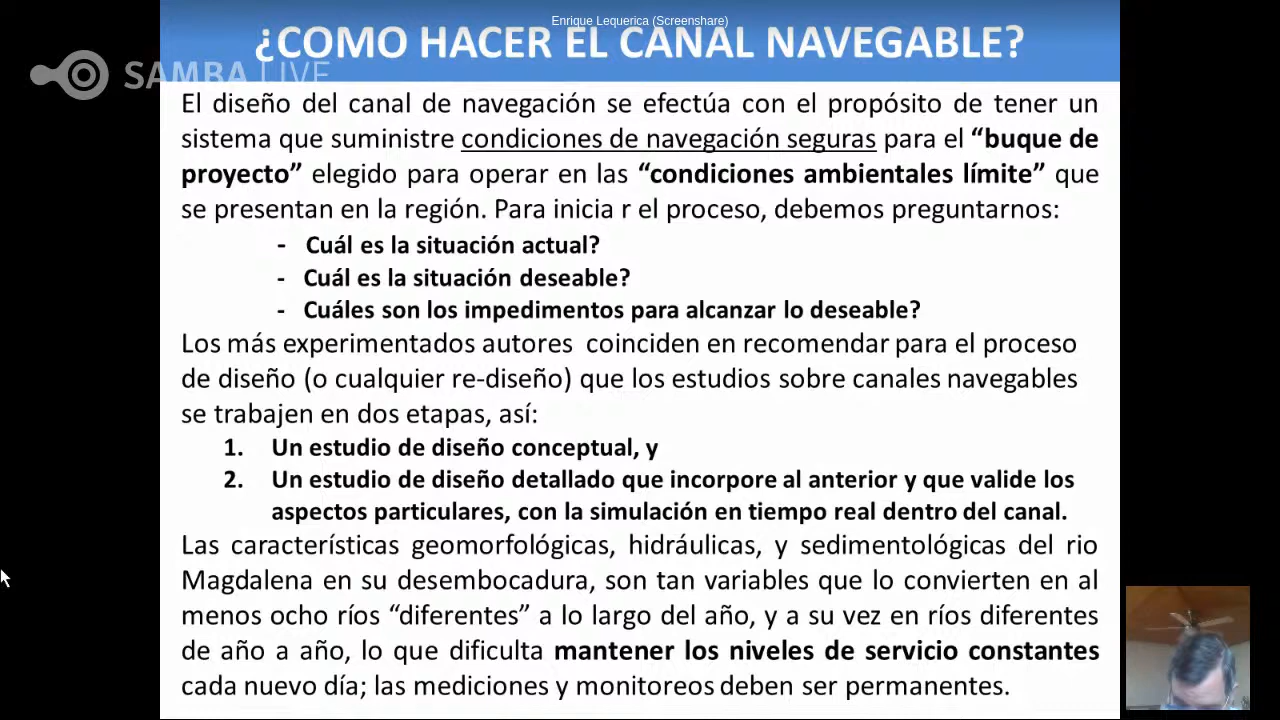 Enrique Lequerica (Screenshare)
¿COMO HACER EL CANAL NAVEGABLE?
SAMBA LIVE
El diseño del canal de navegación se efectúa con el propósito de tener un
sistema que suministre condiciones de navegación seguras para el “buque de
proyecto” elegido para operar en las “condiciones ambientales límite” que
se presentan en la región. Para inicia r el proceso, debemos preguntarnos:
- Cuál es la situación actual?
- Cuál es la situación deseable?
- Cuáles son los impedimentos para alcanzar lo deseable?
Los más experimentados autores coinciden en recomendar para el proceso
de diseño (o cualquier re-diseño) que los estudios sobre canales navegables
se trabajen en dos etapas, así:
1. Un estudio de diseño conceptual, y
2. Un estudio de diseño detallado que incorpore al anterior y que valide los
aspectos particulares, con la simulación en tiempo real dentro del canal.
Las características geomorfológicas, hidráulicas, y sedimentológicas del rio
Magdalena en su desembocadura, son tan variables que lo convierten en al
menos ocho ríos “diferentes” a lo largo del año, y a su vez en ríos diferentes
de año a año, lo que dificulta mantener los niveles de servicio constantes
cada nuevo día; las mediciones y monitoreos deben ser permanentes.